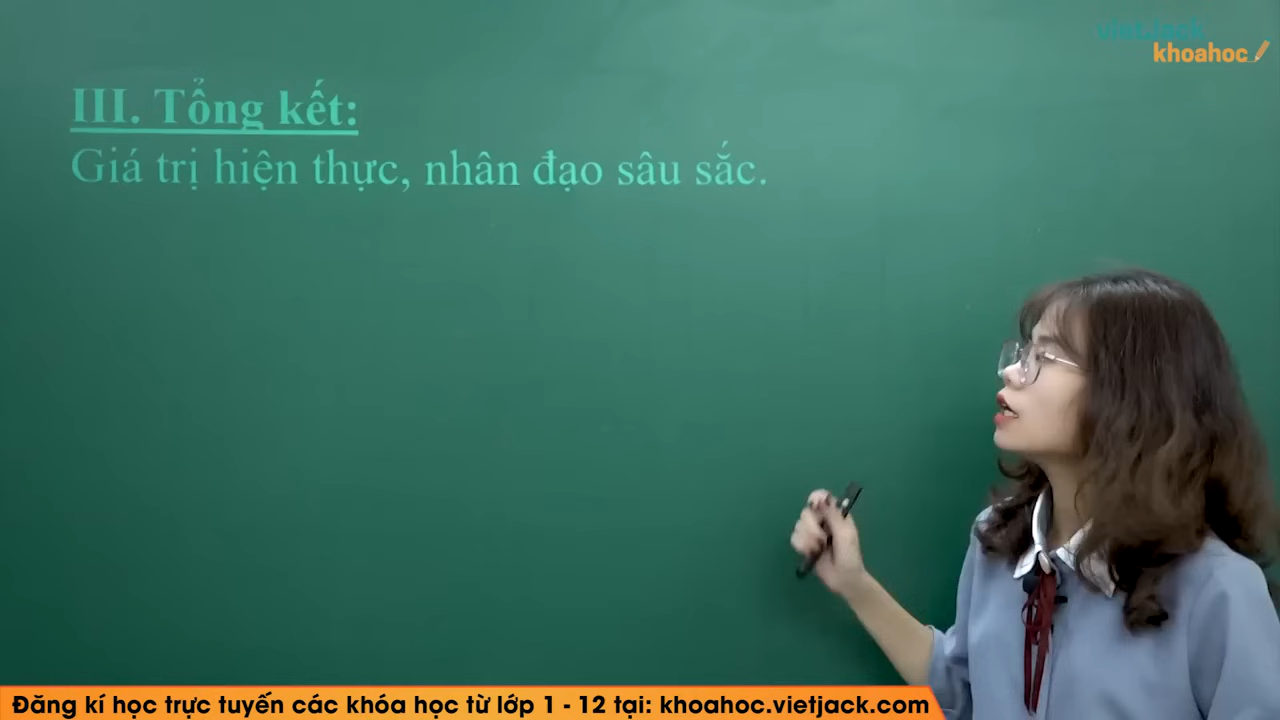 vietjack
khoahoc
III. Tổng kết:
Giá trị hiện thực, nhân đạo sâu sắc.
Đăng kí học trực tuyến các khóa học từ lớp 1 - 12 tại: khoahoc.vietjack.com